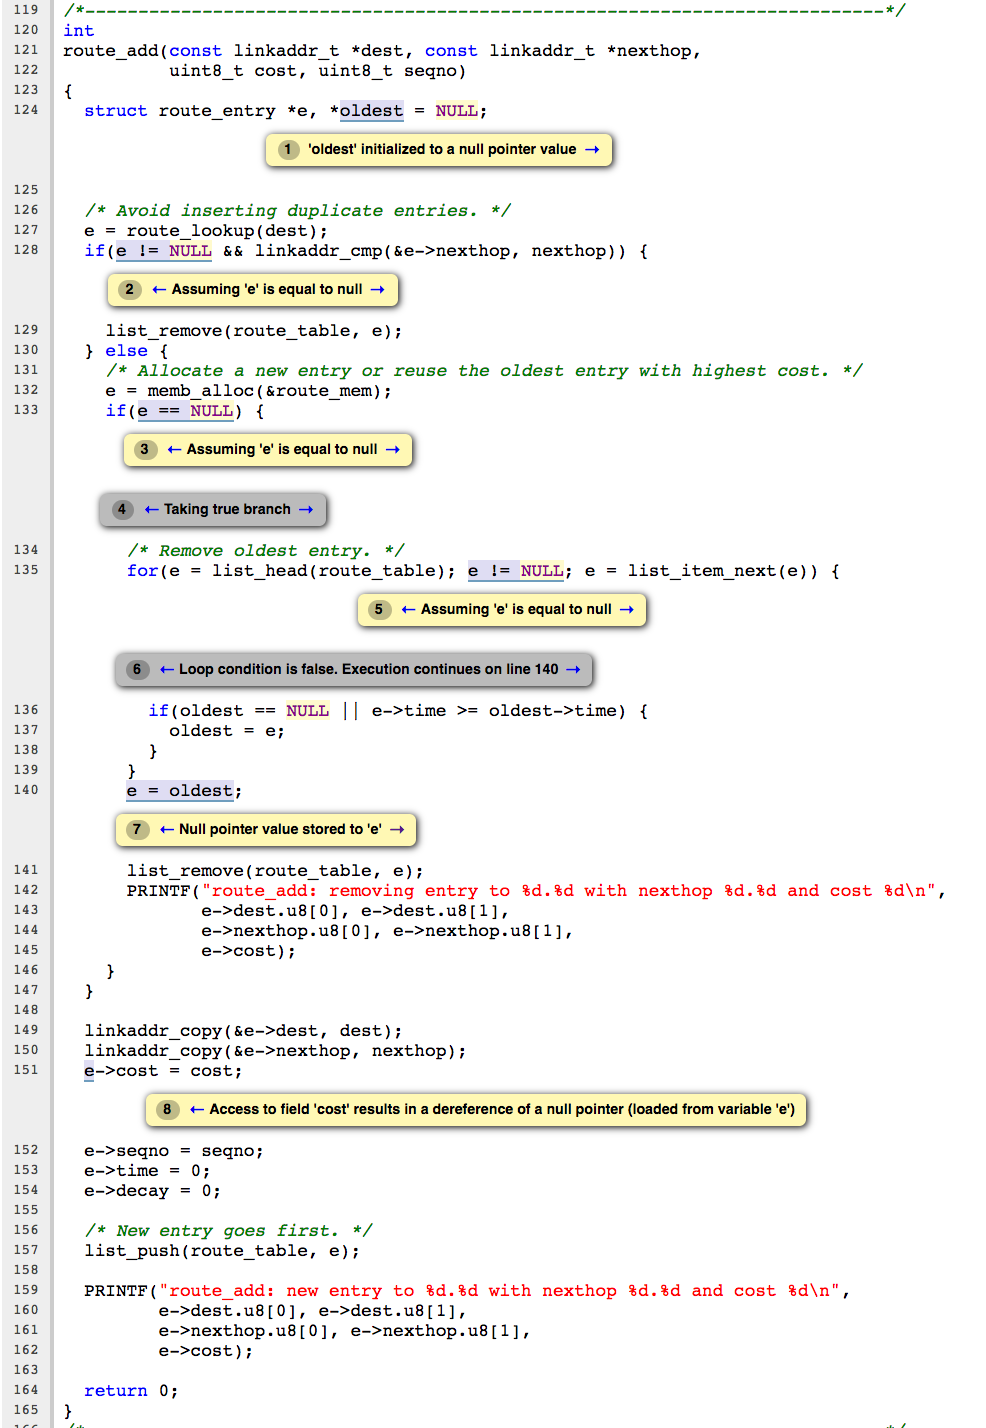 119 /*---------------------------------------------------------------------------*/
120 int
121 route_add(const linkaddr_t *dest, const linkaddr_t *nexthop,
122           uint8_t cost, uint8_t seqno)
123 {
124   struct route_entry *e, *oldest = NULL;
1 'oldest' initialized to a null pointer value →
125
126   /* Avoid inserting duplicate entries. */
127   e = route_lookup(dest);
128   if(e != NULL && linkaddr_cmp(&e->nexthop, nexthop)) {
2 ← Assuming 'e' is equal to null →
129     list_remove(route_table, e);
130   } else {
131     /* Allocate a new entry or reuse the oldest entry with highest cost. */
132     e = memb_alloc(&route_mem);
133     if(e == NULL) {
3 ← Assuming 'e' is equal to null →
4 ← Taking true branch →
134       /* Remove oldest entry. */
135       for(e = list_head(route_table); e != NULL; e = list_item_next(e)) {
5 ← Assuming 'e' is equal to null →
6 ← Loop condition is false. Execution continues on line 140 →
136         if(oldest == NULL || e->time >= oldest->time) {
137           oldest = e;
138         }
139       }
140       e = oldest;
7 ← Null pointer value stored to 'e' →
141       list_remove(route_table, e);
142       PRINTF("route_add: removing entry to %d.%d with nexthop %d.%d and cost %d\n",
143              e->dest.u8[0], e->dest.u8[1],
144              e->nexthop.u8[0], e->nexthop.u8[1],
145              e->cost);
146     }
147   }
148
149   linkaddr_copy(&e->dest, dest);
150   linkaddr_copy(&e->nexthop, nexthop);
151   e->cost = cost;
8 ← Access to field 'cost' results in a dereference of a null pointer (loaded from variable 'e')
152   e->seqno = seqno;
153   e->time = 0;
154   e->decay = 0;
155
156   /* New entry goes first. */
157   list_push(route_table, e);
158
159   PRINTF("route_add: new entry to %d.%d with nexthop %d.%d and cost %d\n",
160          e->dest.u8[0], e->dest.u8[1],
161          e->nexthop.u8[0], e->nexthop.u8[1],
162          e->cost);
163
164   return 0;
165 }